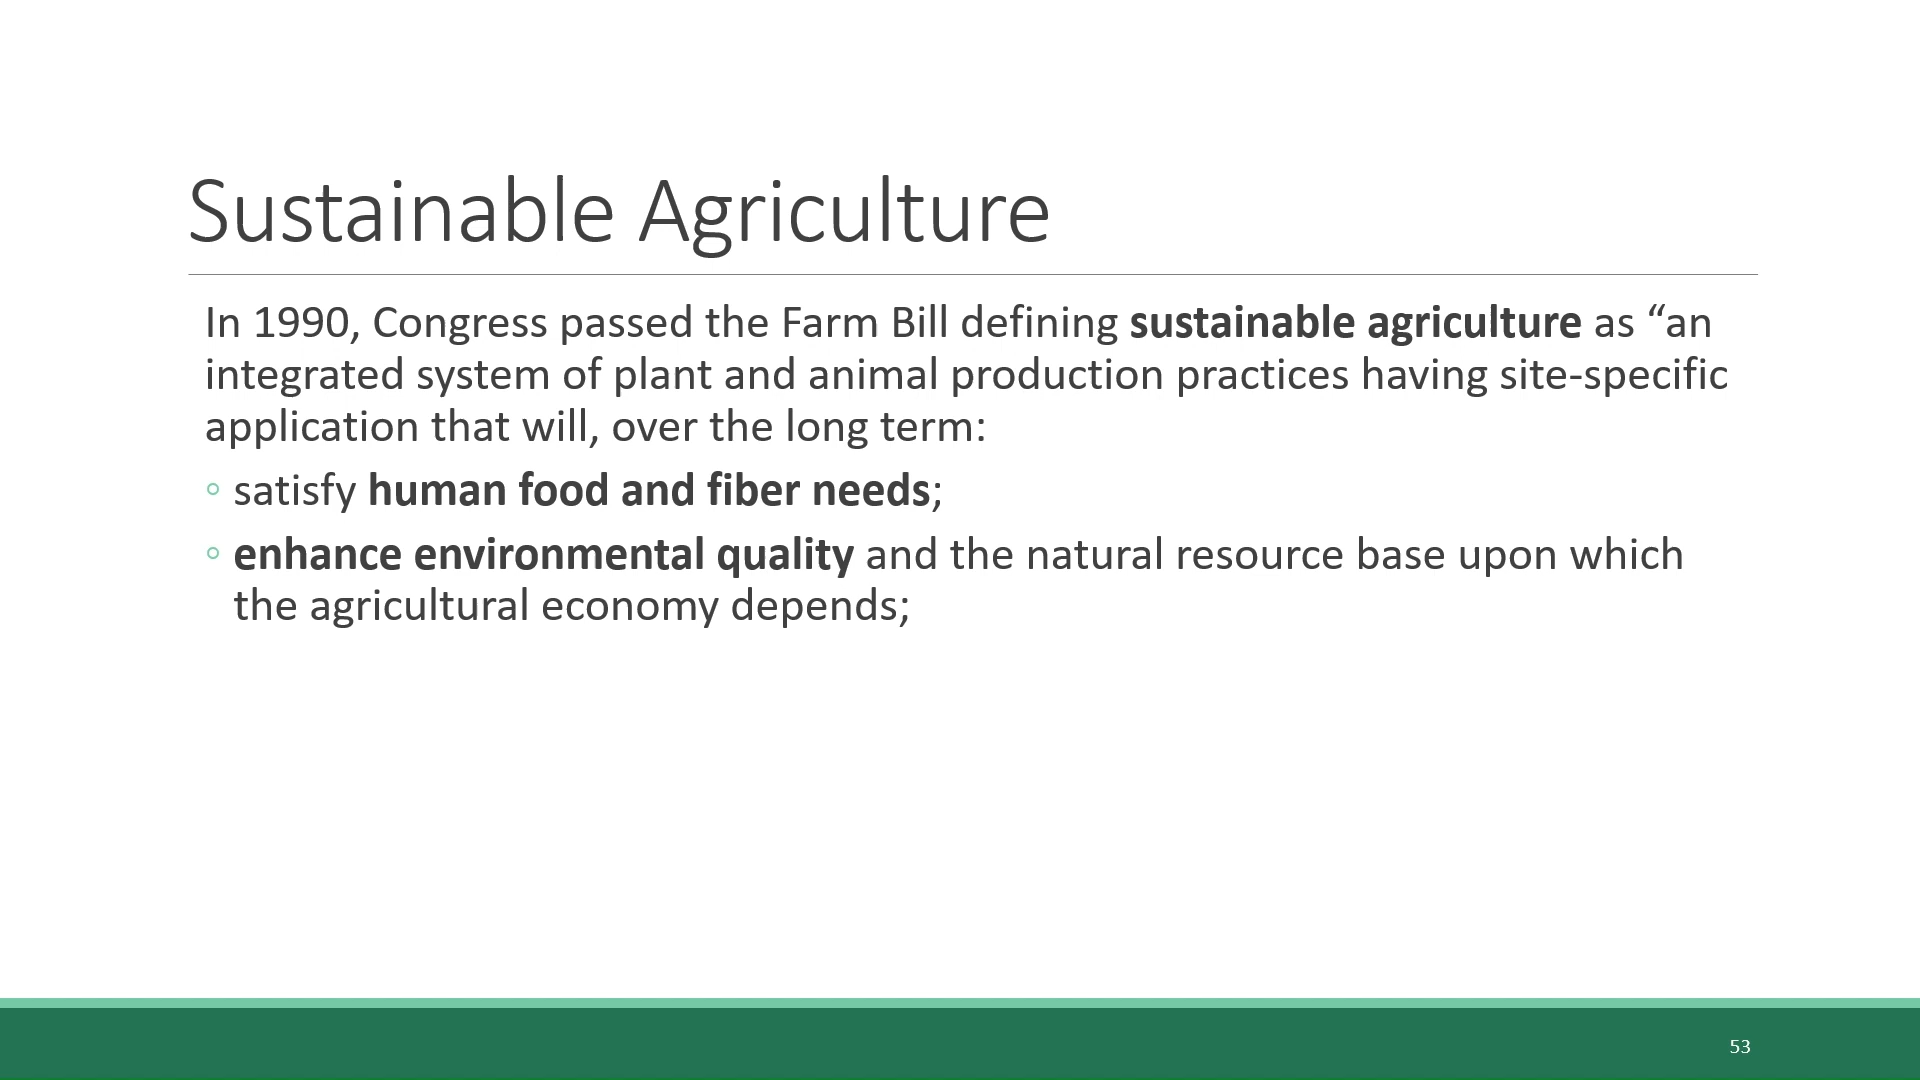 Sustainable Agriculture
In 1990, Congress passed the Farm Bill defining sustainable agriculture as “an
integrated system of plant and animal production practices having site-specific
application that will, over the long term:
◦ satisfy human food and fiber needs;
◦ enhance environmental quality and the natural resource base upon which
the agricultural economy depends;
53